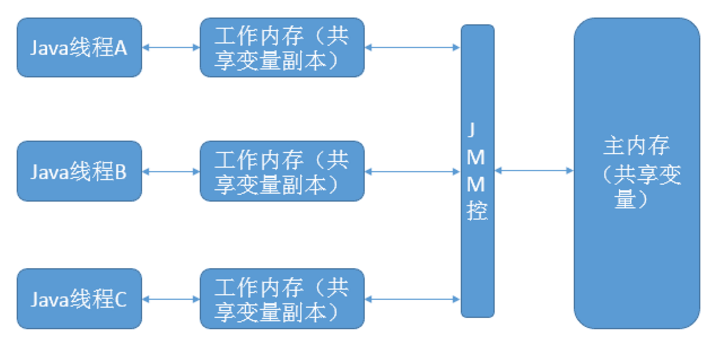 Java线程A
工作内存（共
享变量副本）
Java线程B
工作内存（共
享变量副本）
Java线程C
工作内存（共
享变量副本）
J
M
M
控
主内存
（共享变
量）